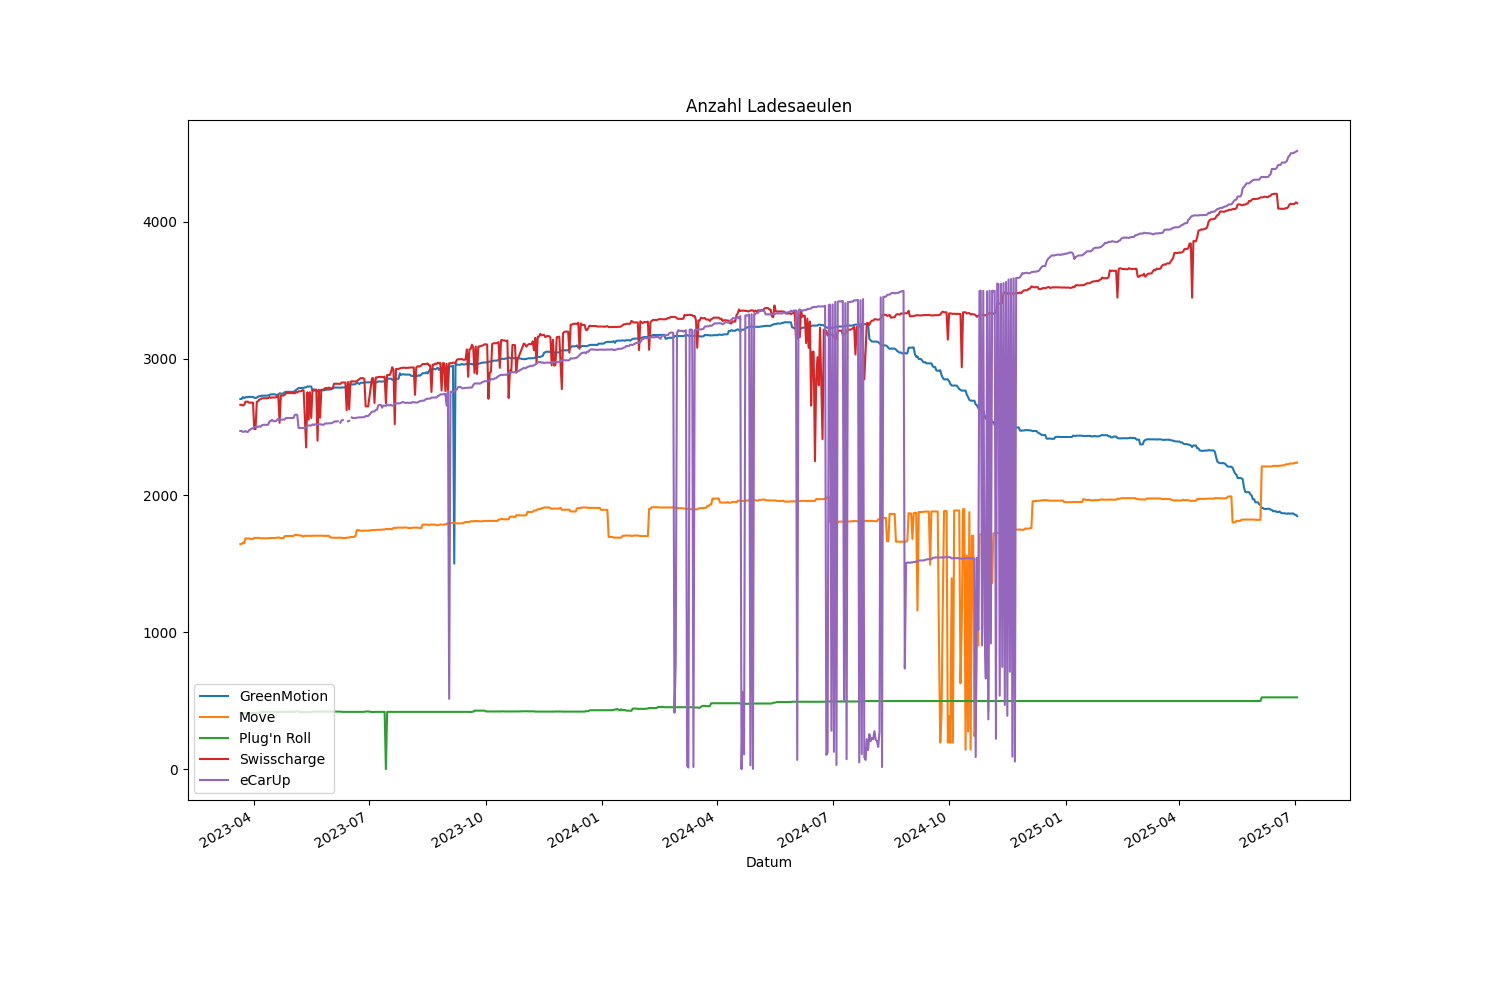 Anzahl Ladesaeulen
4000
3000
2000
1000
0
GreenMotion
Move
Plug'n Roll
Swisscharge
eCarUp
2023-04
2023-07
2023-10
2024-01
2024-04
2024-07
2024-10
2025-01
2025-04
2025-07
Datum